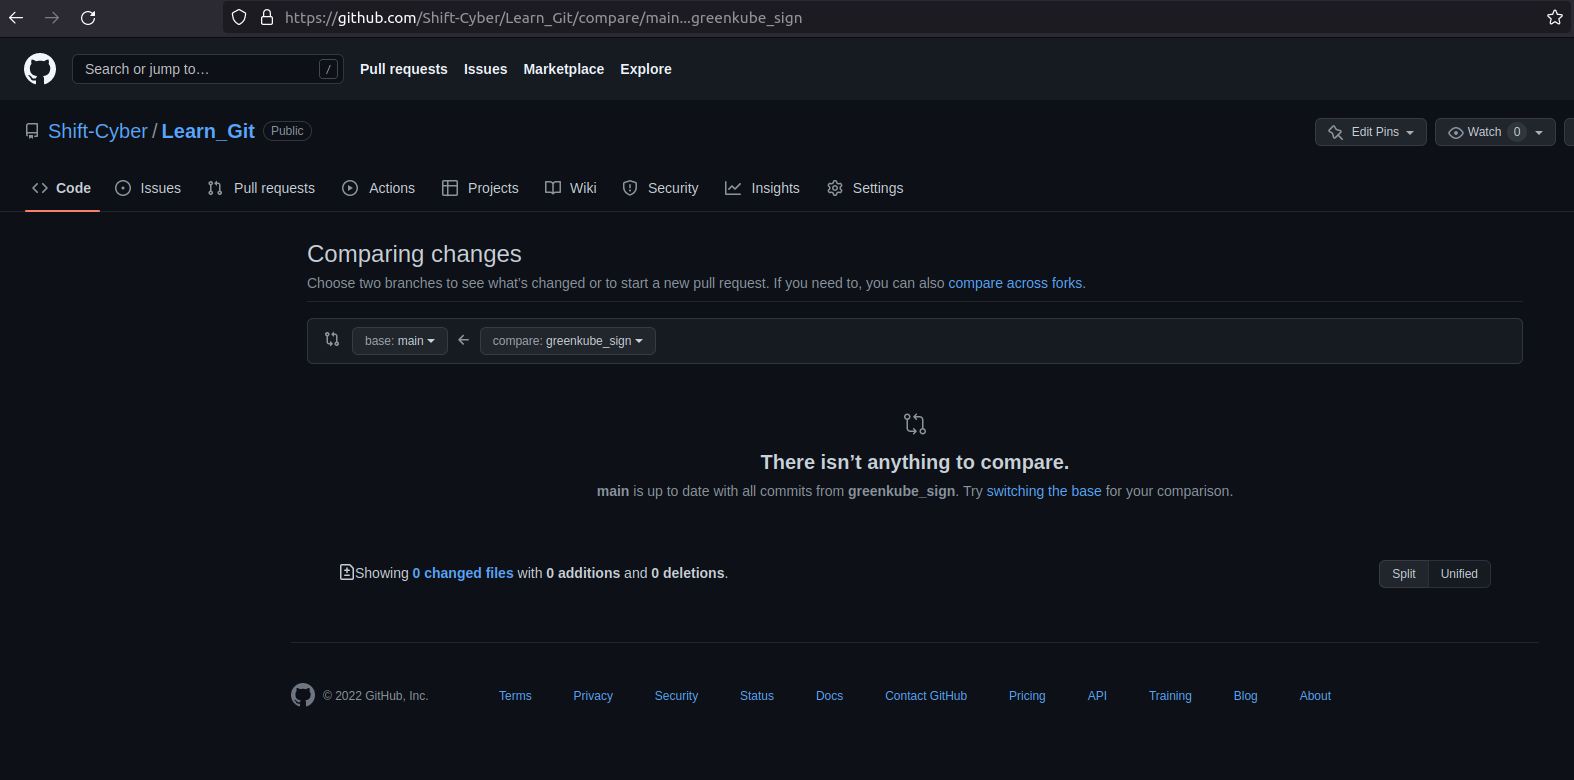 https://github.com/Shift-Cyber/Learn_Git/compare/main...greenkube_sign
Search or jump to…
/
Pull requests
Issues
Marketplace
Explore
Shift-Cyber / Learn_Git
Public
Edit Pins
Watch 0
Code
Issues
Pull requests
Actions
Projects
Wiki
Security
Insights
Settings
Comparing changes
Choose two branches to see what’s changed or to start a new pull request. If you need to, you can also compare across forks.
base: main
compare: greenkube_sign
There isn’t anything to compare.
main is up to date with all commits from greenkube_sign. Try switching the base for your comparison.
Showing 0 changed files with 0 additions and 0 deletions.
Split
Unified
© 2022 GitHub, Inc.
Terms
Privacy
Security
Status
Docs
Contact GitHub
Pricing
API
Training
Blog
About